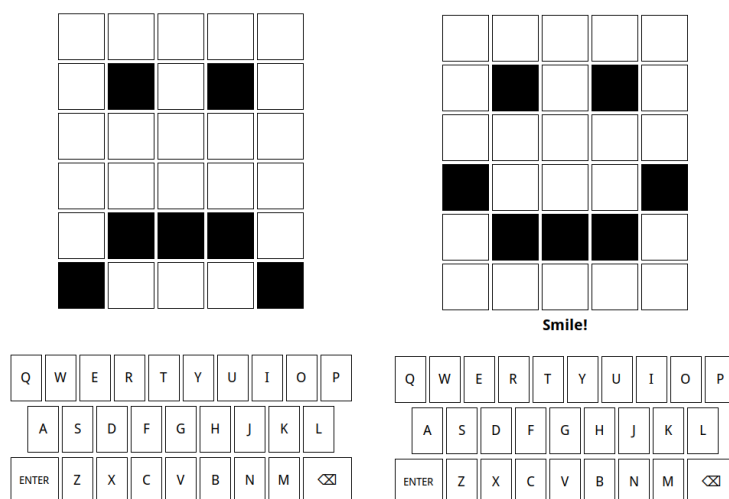 Smile!
Q W E R T Y U I O P
A S D F G H J K L
ENTER Z X C V B N M ⌫
Q W E R T Y U I O P
A S D F G H J K L
ENTER Z X C V B N M ⌫